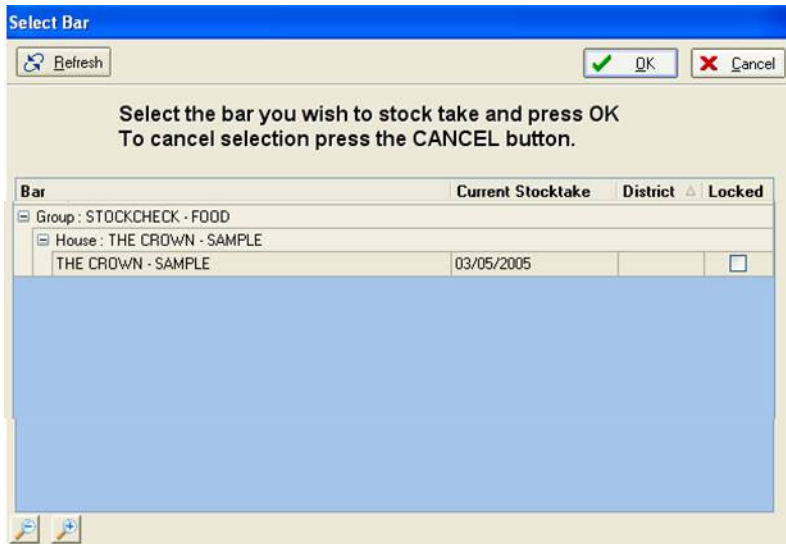 Select Bar
Refresh OK Cancel
Select the bar you wish to stock take and press OK
To cancel selection press the CANCEL button.
Bar Current Stocktake District Locked
Group : STOCKCHECK - FOOD
House : THE CROWN - SAMPLE
THE CROWN - SAMPLE 03/05/2005